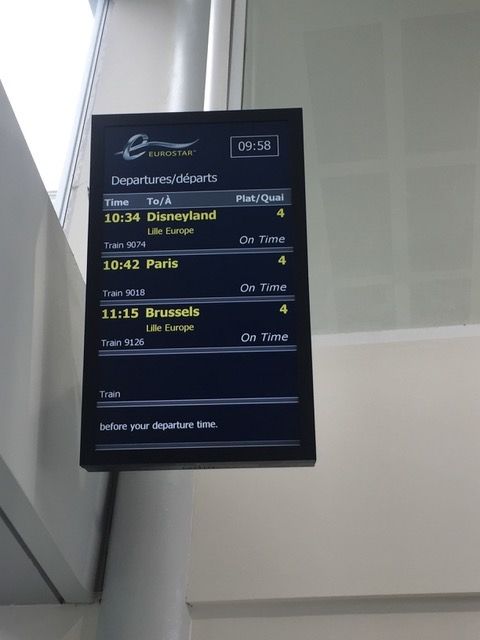 e EUROSTAR™ 09:58
Departures/départs
Time To/À Plat/Quai
10:34 Disneyland 4
Lille Europe
Train 9074 On Time
10:42 Paris 4
Train 9018 On Time
11:15 Brussels 4
Lille Europe
Train 9126 On Time
Train
before your departure time.